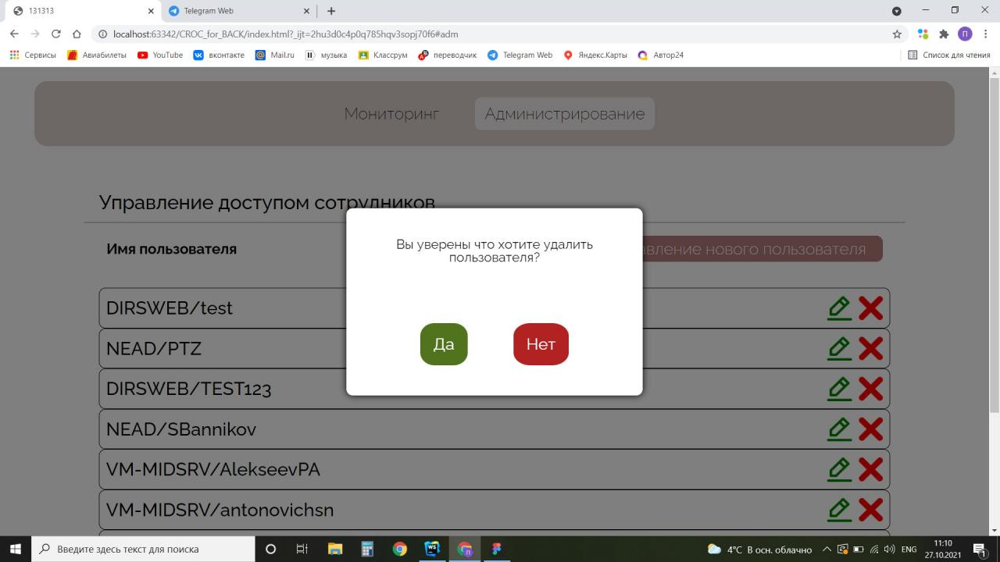 131313
Telegram Web
localhost:63342/CROC_for_BACK/index.html?_ijt=2hu3d0c4p0q785hqv3sopj70f6#adm
П
Сервисы Авиабилеты YouTube вконтакте Mail.ru музыка Классрум переводчик Telegram Web Яндекс.Карты Автор24 Список для чтения
Мониторинг Администрирование
Управление доступом сотрудников
Вы уверены что хотите удалить
пользователя?
Имя пользователя
авление нового пользователя
DIRSWEB/test
NEAD/PTZ
Да Нет
DIRSWEB/TEST123
NEAD/SBannikov
VM-MIDSRV/AlekseevPA
VM-MIDSRV/antonovichsn
Введите здесь текст для поиска
4°C В осн. облачно
ENG
11:10
27.10.2021
1